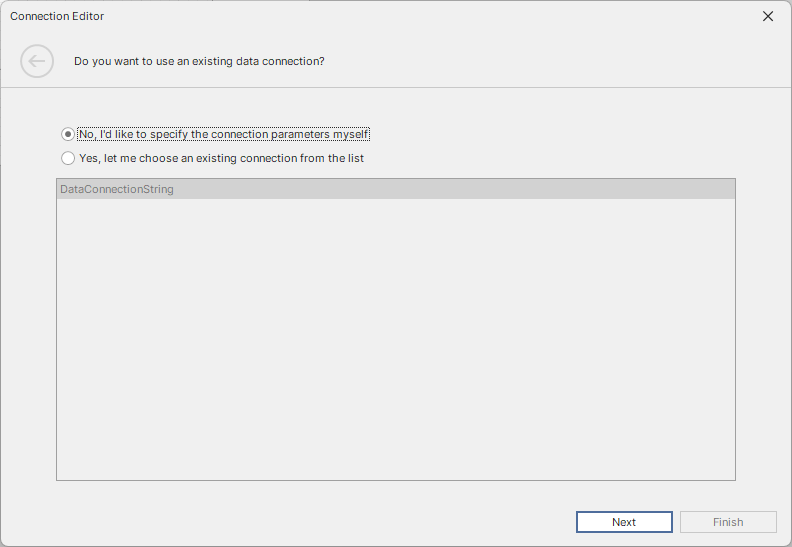 Connection Editor
Do you want to use an existing data connection?
No, I'd like to specify the connection parameters myself
Yes, let me choose an existing connection from the list
DataConnectionString
Next
Finish